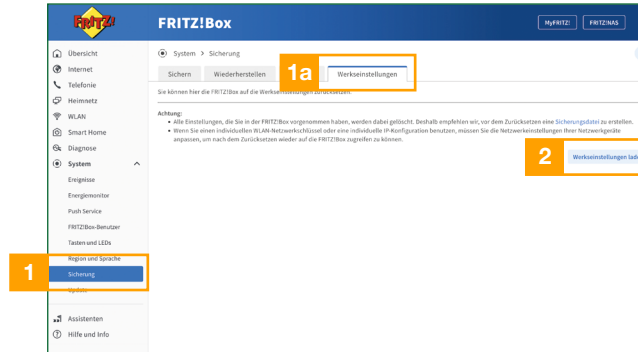 FRITZ!
FRITZ!Box
MyFRITZ!
FRITZ!NAS
Übersicht
Internet
Telefonie
Heimnetz
WLAN
Smart Home
Diagnose
System
Ereignisse
Energiemonitor
Push Service
FRITZ!Box-Benutzer
Tasten und LEDs
Region und Sprache
1
Sicherung
Update
Assistenten
Hilfe und Info
System > Sicherung
Sichern
Wiederherstellen
1a
Werkseinstellungen
Sie können hier die FRITZ!Box auf die Werkseinstellungen zurücksetzen.
Achtung:
• Alle Einstellungen, die Sie in der FRITZ!Box vorgenommen haben, werden dabei gelöscht. Deshalb empfehlen wir, vor dem Zurücksetzen eine Sicherungsdatei zu erstellen.
• Wenn Sie einen individuellen WLAN-Netzwerkschlüssel oder eine individuelle IP-Konfiguration benutzen, müssen Sie die Netzwerkeinstellungen Ihrer Netzwerkgeräte
anpassen, um nach dem Zurücksetzen wieder auf die FRITZ!Box zugreifen zu können.
2
Werkseinstellungen lade